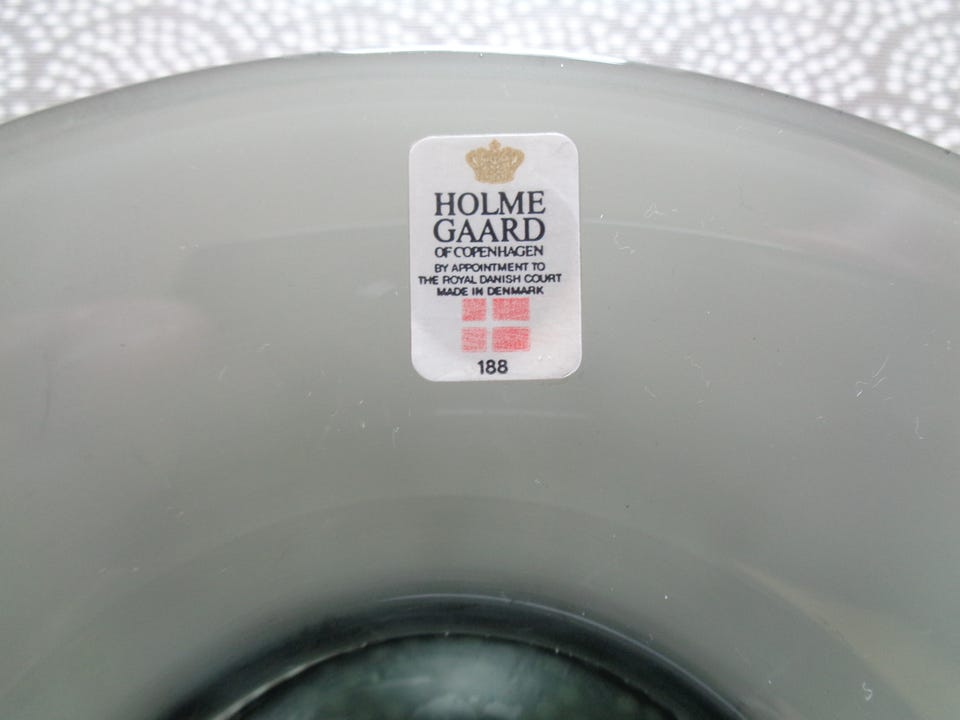 HOLME
GAARD
OF COPENHAGEN
BY APPOINTMENT TO
THE ROYAL DANISH COURT
MADE IN DENMARK
188